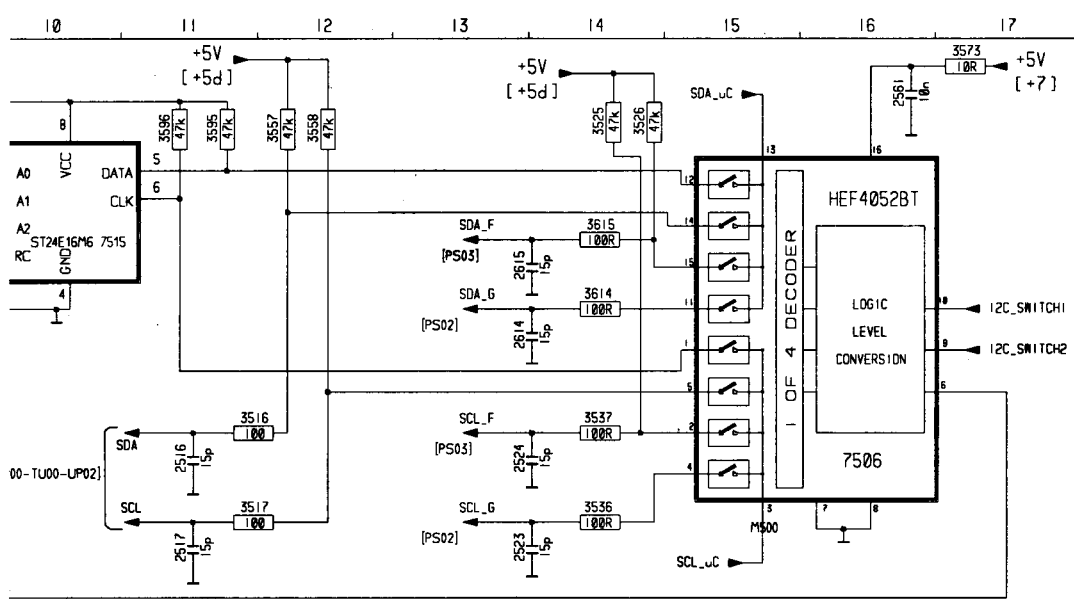 10 11 12 13 14 15 16 17
+5V
[ +5d ]
+5V
[ +5d ]
SDA_uC
3573
10R
+5V
[ +7 ]
2561
10n
3596
47k
3595
47k
3557
47k
3558
47k
3525
47k
3526
47k
8
VCC
13
16
A0
DATA
5
A1
CLK
6
A2
ST24E16M6 7515
RC
GND
4
12
14
15
11
1
5
2
4
HEF4052BT
SDA_F
[PS03]
3615
100R
2615
15p
SDA_G
[PS02]
3614
100R
2614
15p
1 OF 4 DECODER
LOGIC
LEVEL
CONVERSION
10
I2C_SWITCH1
9
I2C_SWITCH2
6
SDA
3516
100
2516
15p
00-TU00-UP02]
SCL
3517
100
2517
15p
SCL_F
[PS03]
3537
100R
2524
15p
SCL_G
[PS02]
3536
100R
2523
15p
7506
M500
3
7
8
SCL_uC